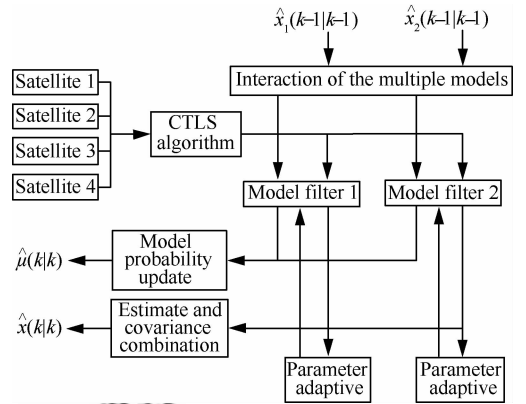 x̂₁(k–1|k–1)
x̂₂(k–1|k–1)
Interaction of the multiple models
Satellite 1
Satellite 2
Satellite 3
Satellite 4
CTLS
algorithm
Model filter 1
Model filter 2
μ̂(k|k)
Model
probability
update
x̂(k|k)
Estimate and
covariance
combination
Parameter
adaptive
Parameter
adaptive